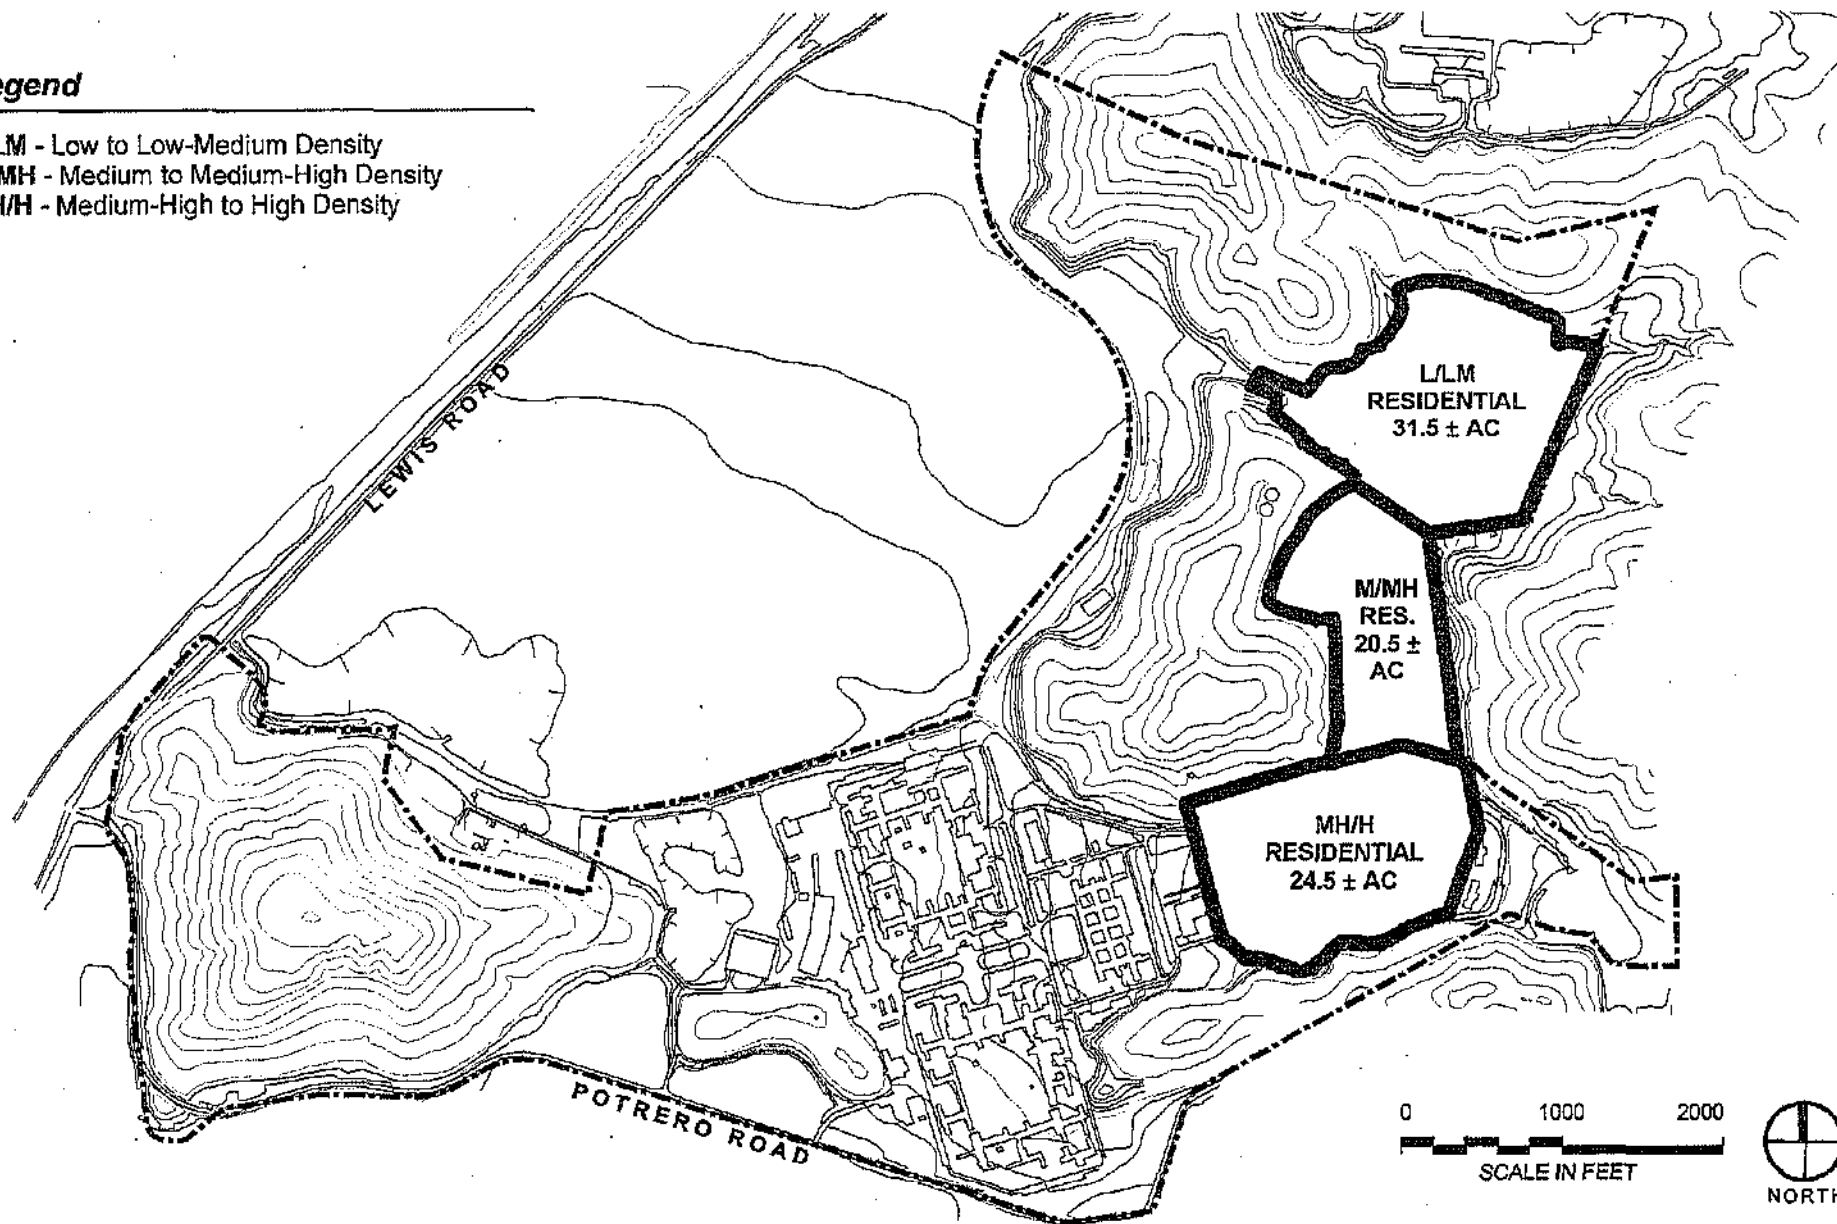 egend
LM - Low to Low-Medium Density
MH - Medium to Medium-High Density
I/H - Medium-High to High Density
LEWIS ROAD
L/LM
RESIDENTIAL
31.5 ± AC
M/MH
RES.
20.5 ±
AC
MH/H
RESIDENTIAL
24.5 ± AC
POTRERO ROAD
0 1000 2000
SCALE IN FEET
NORTH